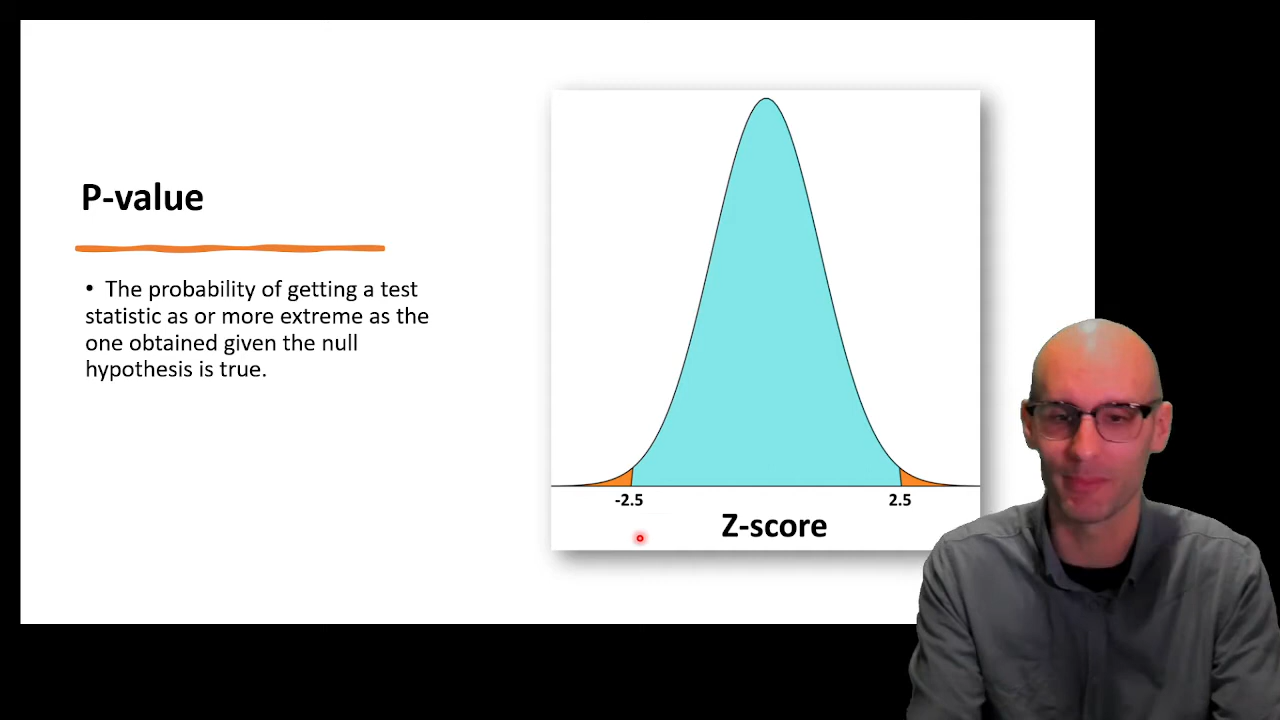 P-value
• The probability of getting a test
statistic as or more extreme as the
one obtained given the null
hypothesis is true.
-2.5
2.5
Z-score